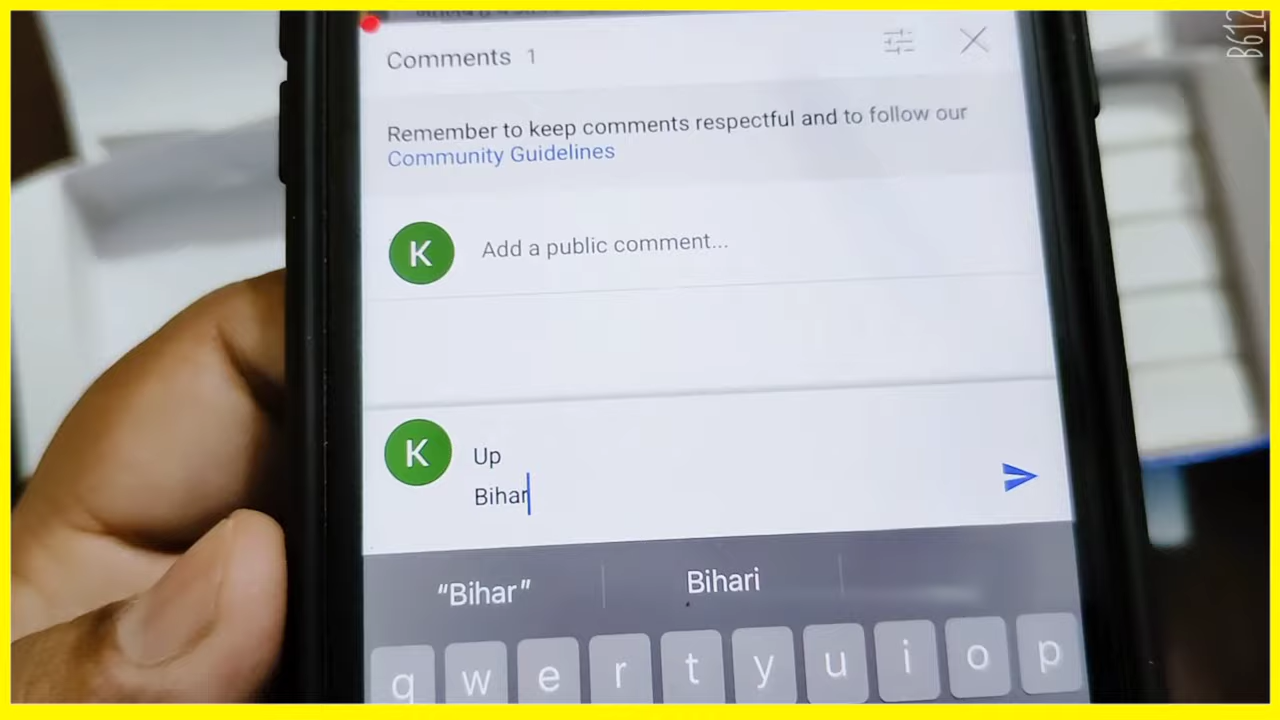 Comments 1
Remember to keep comments respectful and to follow our
Community Guidelines
K
Add a public comment...
K
Up
Bihar
"Bihar" Bihari
q w e r t y u i o p
B612